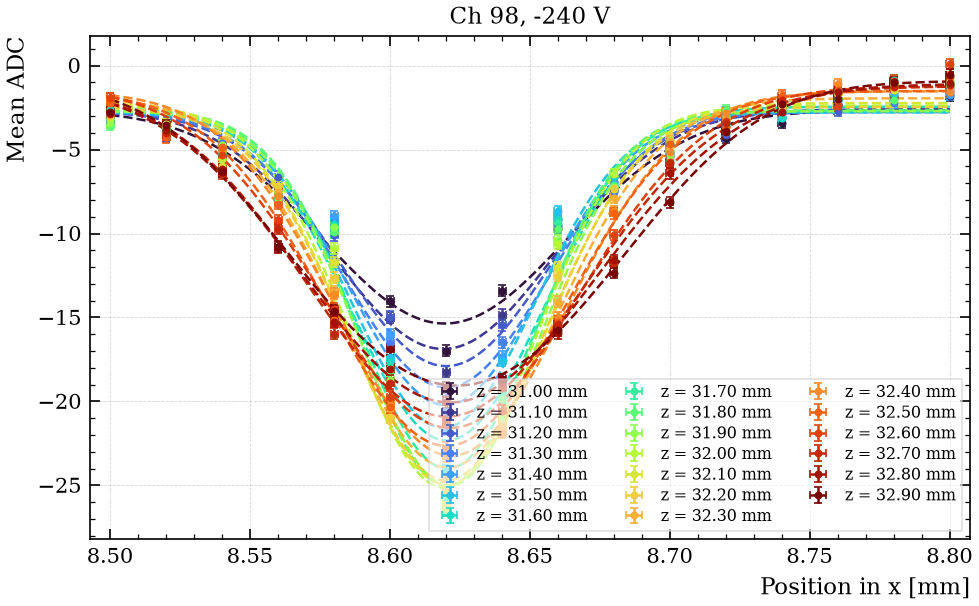 Ch 98, -240 V
Mean ADC
0
−5
−10
−15
−20
−25
z = 31.00 mm
z = 31.10 mm
z = 31.20 mm
z = 31.30 mm
z = 31.40 mm
z = 31.50 mm
z = 31.60 mm
z = 31.70 mm
z = 31.80 mm
z = 31.90 mm
z = 32.00 mm
z = 32.10 mm
z = 32.20 mm
z = 32.30 mm
z = 32.40 mm
z = 32.50 mm
z = 32.60 mm
z = 32.70 mm
z = 32.80 mm
z = 32.90 mm
8.50 8.55 8.60 8.65 8.70 8.75 8.80
Position in x [mm]